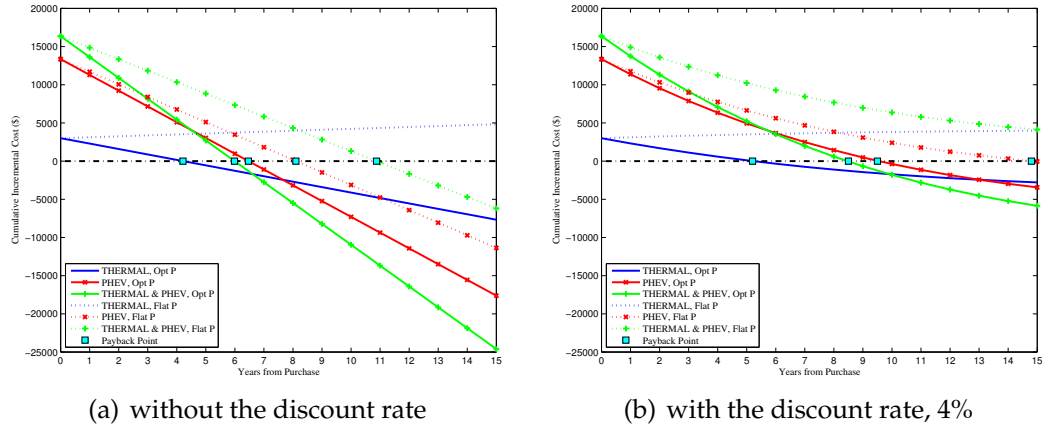 20000
15000
10000
5000
0
−5000
−10000
−15000
−20000
−25000
Cumulative Incremental Cost ($)
THERMAL, Opt P
PHEV, Opt P
THERMAL & PHEV, Opt P
THERMAL, Flat P
PHEV, Flat P
THERMAL & PHEV, Flat P
Payback Point
0 1 2 3 4 5 6 7 8 9 10 11 12 13 14 15
Years from Purchase
(a) without the discount rate
20000
15000
10000
5000
0
−5000
−10000
−15000
−20000
−25000
Cumulative Incremental Cost ($)
THERMAL, Opt P
PHEV, Opt P
THERMAL & PHEV, Opt P
THERMAL, Flat P
PHEV, Flat P
THERMAL & PHEV, Flat P
Payback Point
0 1 2 3 4 5 6 7 8 9 10 11 12 13 14 15
Years from Purchase
(b) with the discount rate, 4%